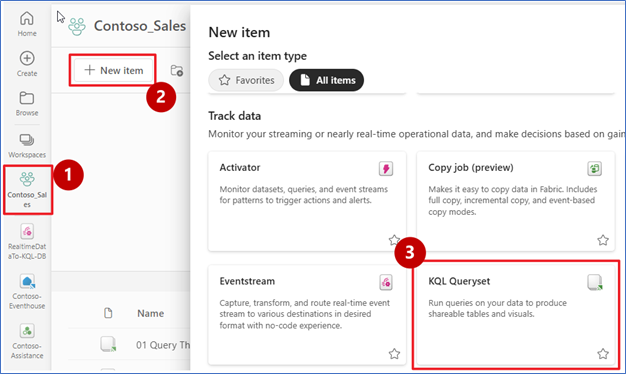 Home
Create
Browse
Workspaces
1
Contoso_Sal
es
RealtimeDat
aTo-KQL-DB
Contoso-
Eventhouse
Contoso-
Assistance
Contoso_Sales
+ New item
2
Name
01 Query Th
New item
Select an item type
Favorites
All items
Track data
Monitor your streaming or nearly real-time operational data, and make decisions based on gain
Activator
Monitor datasets, queries, and event streams
for patterns to trigger actions and alerts.
Copy job (preview)
Makes it easy to copy data in Fabric. Includes
full copy, incremental copy, and event-based
copy modes.
3
Eventstream
Capture, transform, and route real-time event
stream to various destinations in desired
format with no-code experience.
KQL Queryset
Run queries on your data to produce
shareable tables and visuals.